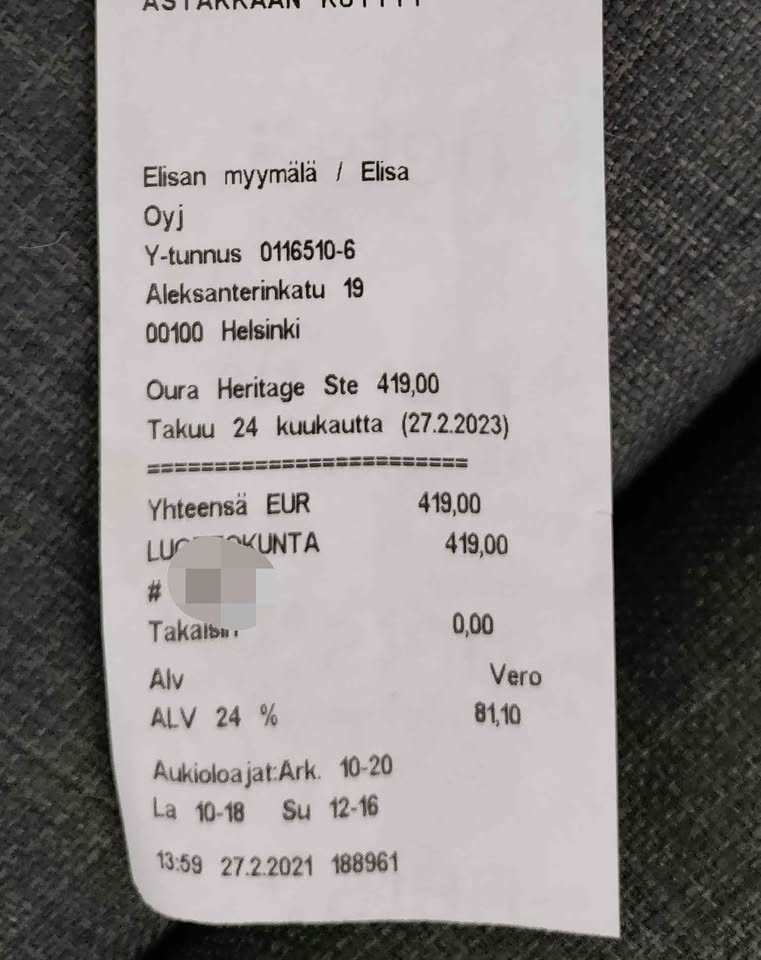 Elisan myymälä / Elisa
Oyj
Y-tunnus 0116510-6
Aleksanterinkatu 19
00100 Helsinki
Oura Heritage Ste 419,00
Takuu 24 kuukautta (27.2.2023)
========================
Yhteensä EUR 419,00
419,00
#
Takaisin 0,00
Alv Vero
ALV 24 % 81,10
Aukioloajat:Ark. 10-20
La 10-18 Su 12-16
13:59 27.2.2021 188961